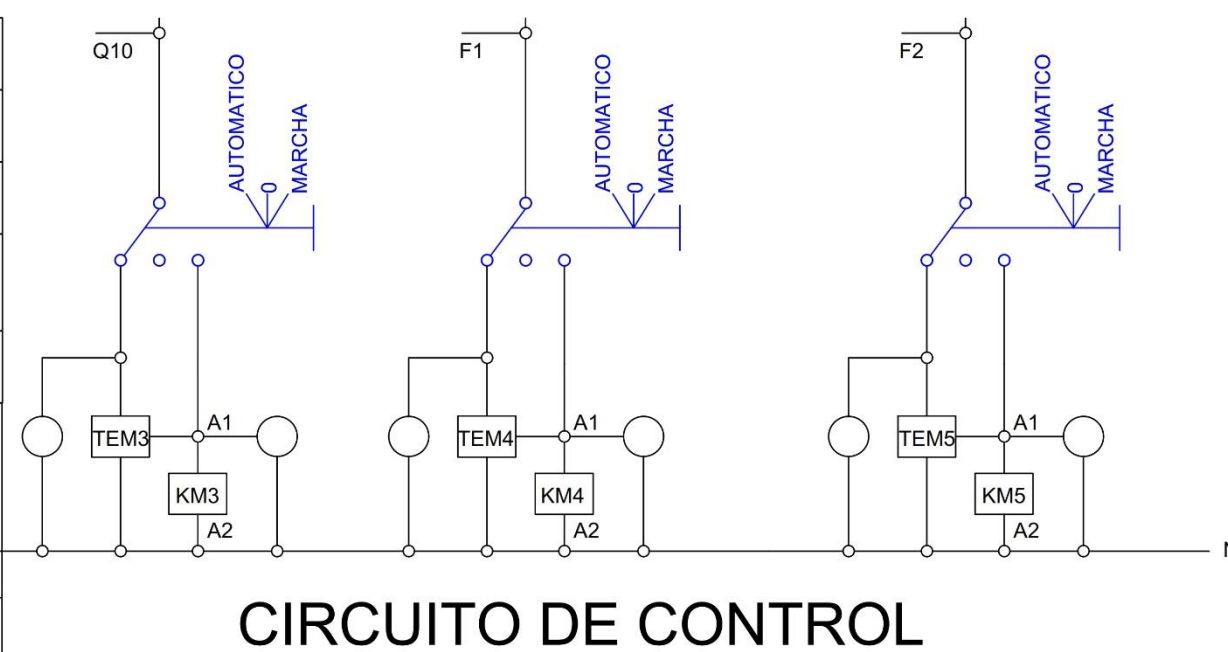 Q10
AUTOMATICO
0
MARCHA
F1
AUTOMATICO
0
MARCHA
F2
AUTOMATICO
0
MARCHA
TEM3
A1
KM3
A2
TEM4
A1
KM4
A2
TEM5
A1
KM5
A2
CIRCUITO DE CONTROL